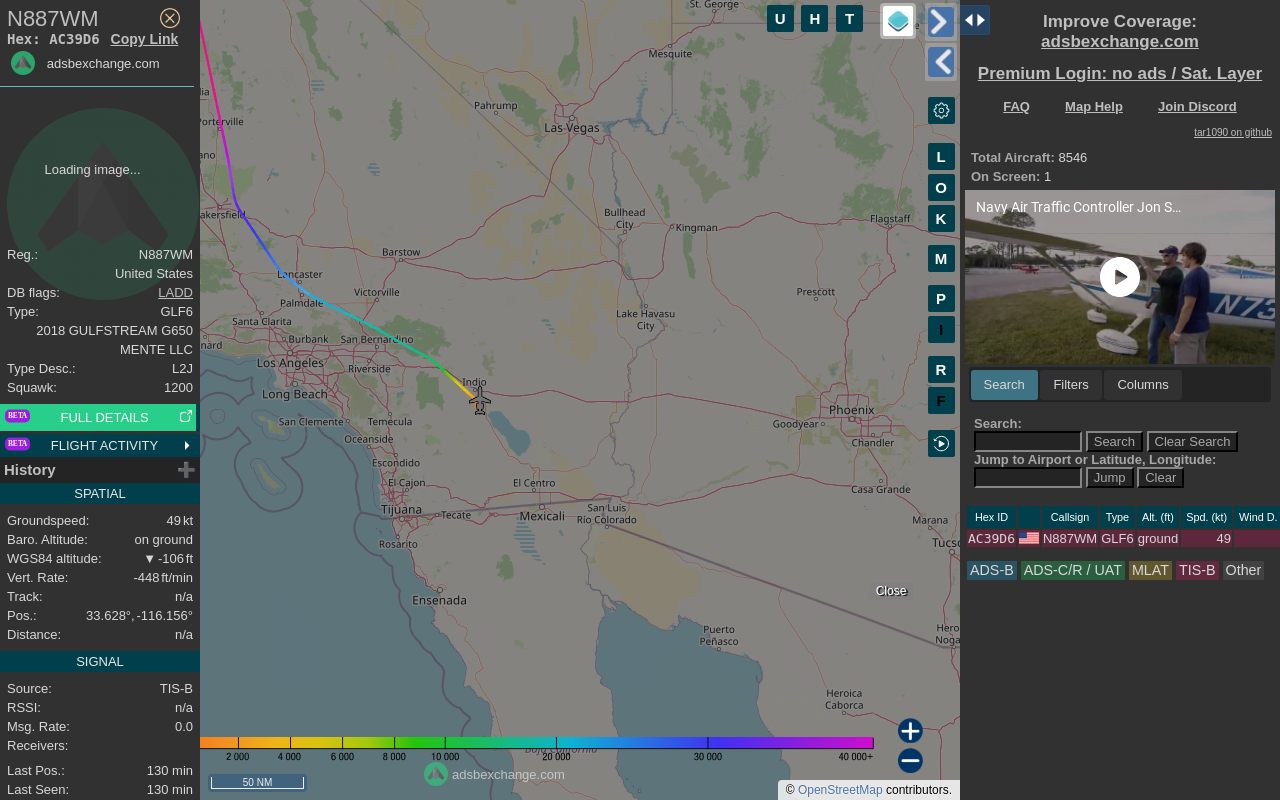 N887WM
Hex: AC39D6 Copy Link
adsbexchange.com
Loading image...
Reg.: N887WM
United States
DB flags: LADD
Type: GLF6
2018 GULFSTREAM G650
MENTE LLC
Type Desc.: L2J
Squawk: 1200
BETA FULL DETAILS
BETA FLIGHT ACTIVITY
History
SPATIAL
Groundspeed: 49 kt
Baro. Altitude: on ground
WGS84 altitude: ▼ -106 ft
Vert. Rate: -448 ft/min
Track: n/a
Pos.: 33.628°, -116.156°
Distance: n/a
SIGNAL
Source: TIS-B
RSSI: n/a
Msg. Rate: 0.0
Receivers:
Last Pos.: 130 min
Last Seen: 130 min
St. George
Mesquite
Pahrump
Las Vegas
Porterville
Bullhead
City
Kingman
Flagstaff
akersfield
Barstow
Lancaster
Palmdale
Victorville
Prescott
Lake Havasu
City
Santa Clarita
Burbank
San Bernardino
nard
Los Angeles
Riverside
Long Beach
Indio
San Clemente
Temecula
Oceanside
Escondido
El Cajon
Tijuana
Tecate
Rosarito
El Centro
Mexicali
San Luis
Río Colorado
Phoenix
Goodyear
Chandler
Casa Grande
Marana
Tucso
Ensenada
Puerto
Peñasco
Hero
Noga
Heroica
Caborca
Baja California
U H T
L
O
K
M
P
I
R
F
Close
2 000 4 000 6 000 8 000 10 000 20 000 30 000 40 000+
50 NM
adsbexchange.com
© OpenStreetMap contributors.
Improve Coverage:
adsbexchange.com
Premium Login: no ads / Sat. Layer
FAQ Map Help Join Discord
tar1090 on github
Total Aircraft: 8546
On Screen: 1
Navy Air Traffic Controller Jon S...
N73
Search Filters Columns
Search:
Search Clear Search
Jump to Airport or Latitude, Longitude:
Jump Clear
Hex ID Callsign Type Alt. (ft) Spd. (kt) Wind D.
AC39D6 N887WM GLF6 ground 49
ADS-B ADS-C/R / UAT MLAT TIS-B Other